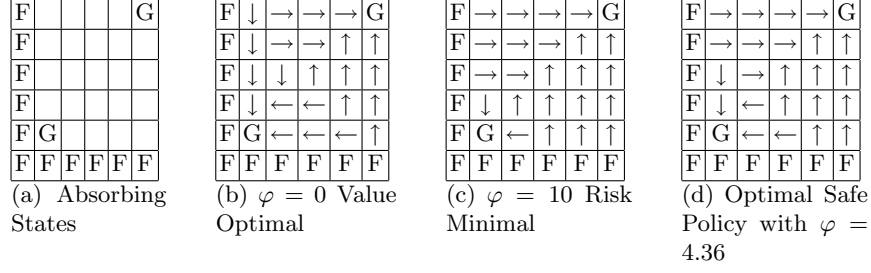 F G
F
F
F
F G
F F F F F F
(a) Absorbing
States
F ↓ → → → G
F ↓ → → ↑ ↑
F ↓ ↓ ↑ ↑ ↑
F ↓ ← ← ↑ ↑
F G ← ← ← ↑
F F F F F F
(b) φ = 0 Value
Optimal
F → → → → G
F → → → ↑ ↑
F → → ↑ ↑ ↑
F ↓ ↑ ↑ ↑ ↑
F G ← ↑ ↑ ↑
F F F F F F
(c) φ = 10 Risk
Minimal
F → → → → G
F → → → ↑ ↑
F ↓ → ↑ ↑ ↑
F ↓ ← ↑ ↑ ↑
F G ← ← ↑ ↑
F F F F F F
(d) Optimal Safe
Policy with φ =
4.36